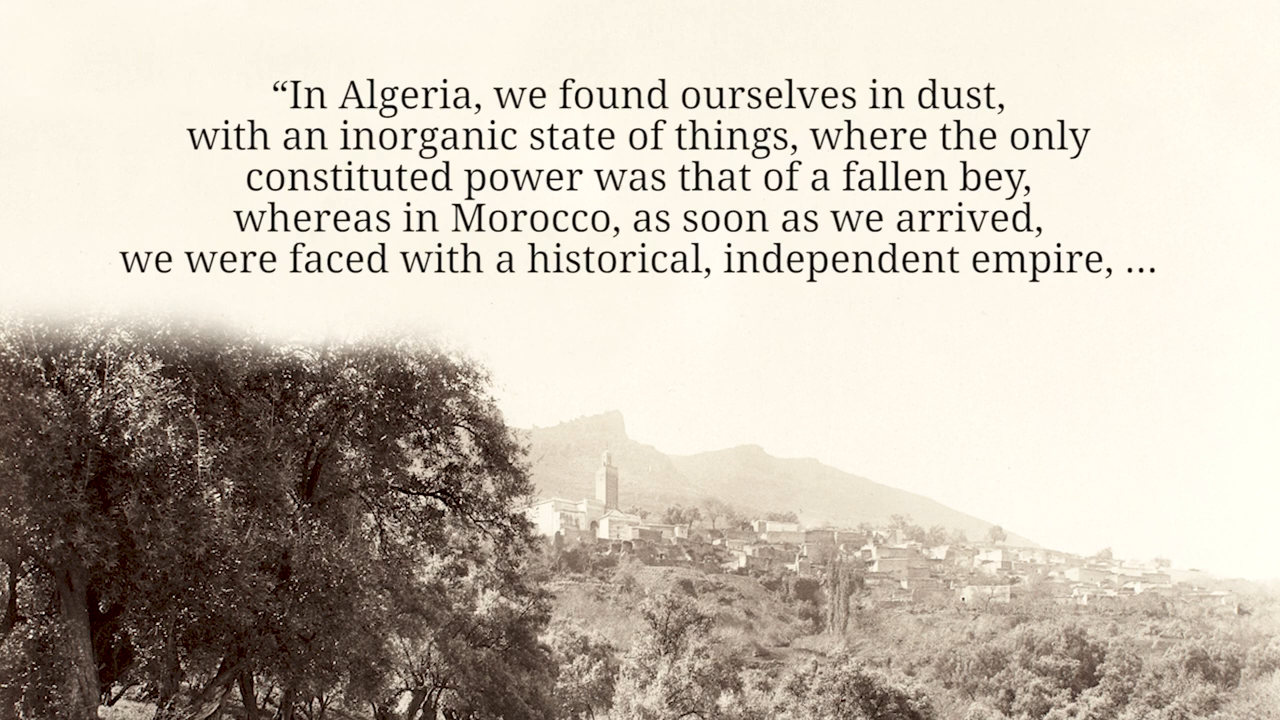 “In Algeria, we found ourselves in dust,
with an inorganic state of things, where the only
constituted power was that of a fallen bey,
whereas in Morocco, as soon as we arrived,
we were faced with a historical, independent empire, ...